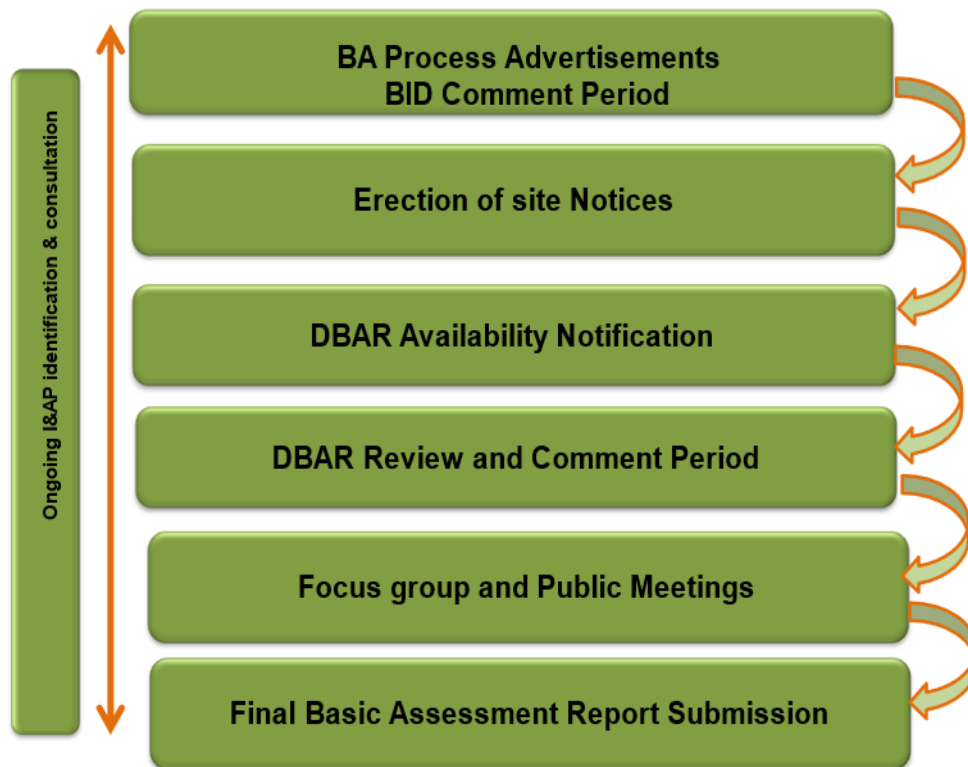 BA Process Advertisements
BID Comment Period
Erection of site Notices
DBAR Availability Notification
DBAR Review and Comment Period
Focus group and Public Meetings
Final Basic Assessment Report Submission
Ongoing I&AP identification & consultation